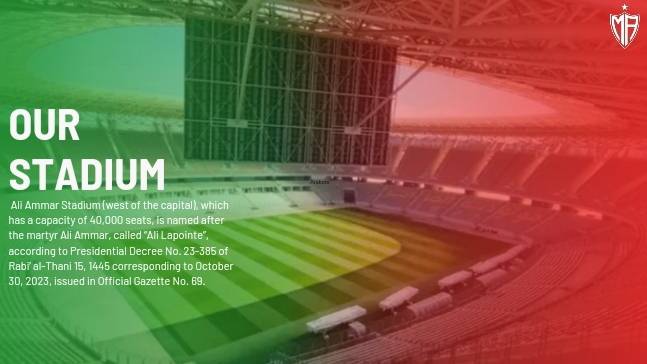 OUR
STADIUM
Ali Ammar Stadium (west of the capital), which
has a capacity of 40,000 seats, is named after
the martyr Ali Ammar, called “Ali Lapointe”,
according to Presidential Decree No. 23-385 of
Rabi’ al-Thani 15, 1445 corresponding to October
30, 2023, issued in Official Gazette No. 69.